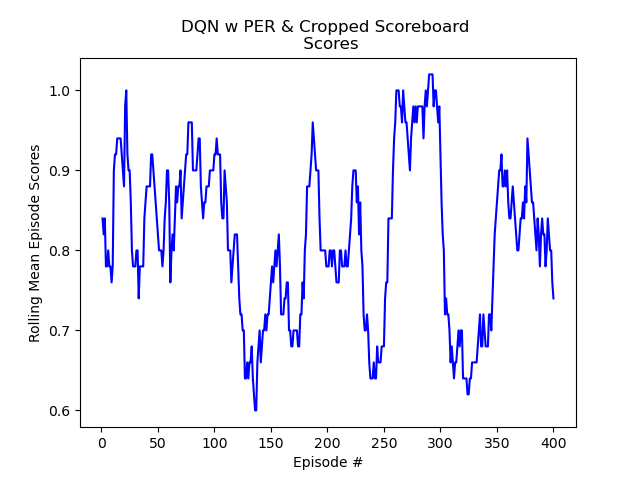 DQN w PER & Cropped Scoreboard
Scores
Rolling Mean Episode Scores
1.0
0.9
0.8
0.7
0.6
0 50 100 150 200 250 300 350 400
Episode #